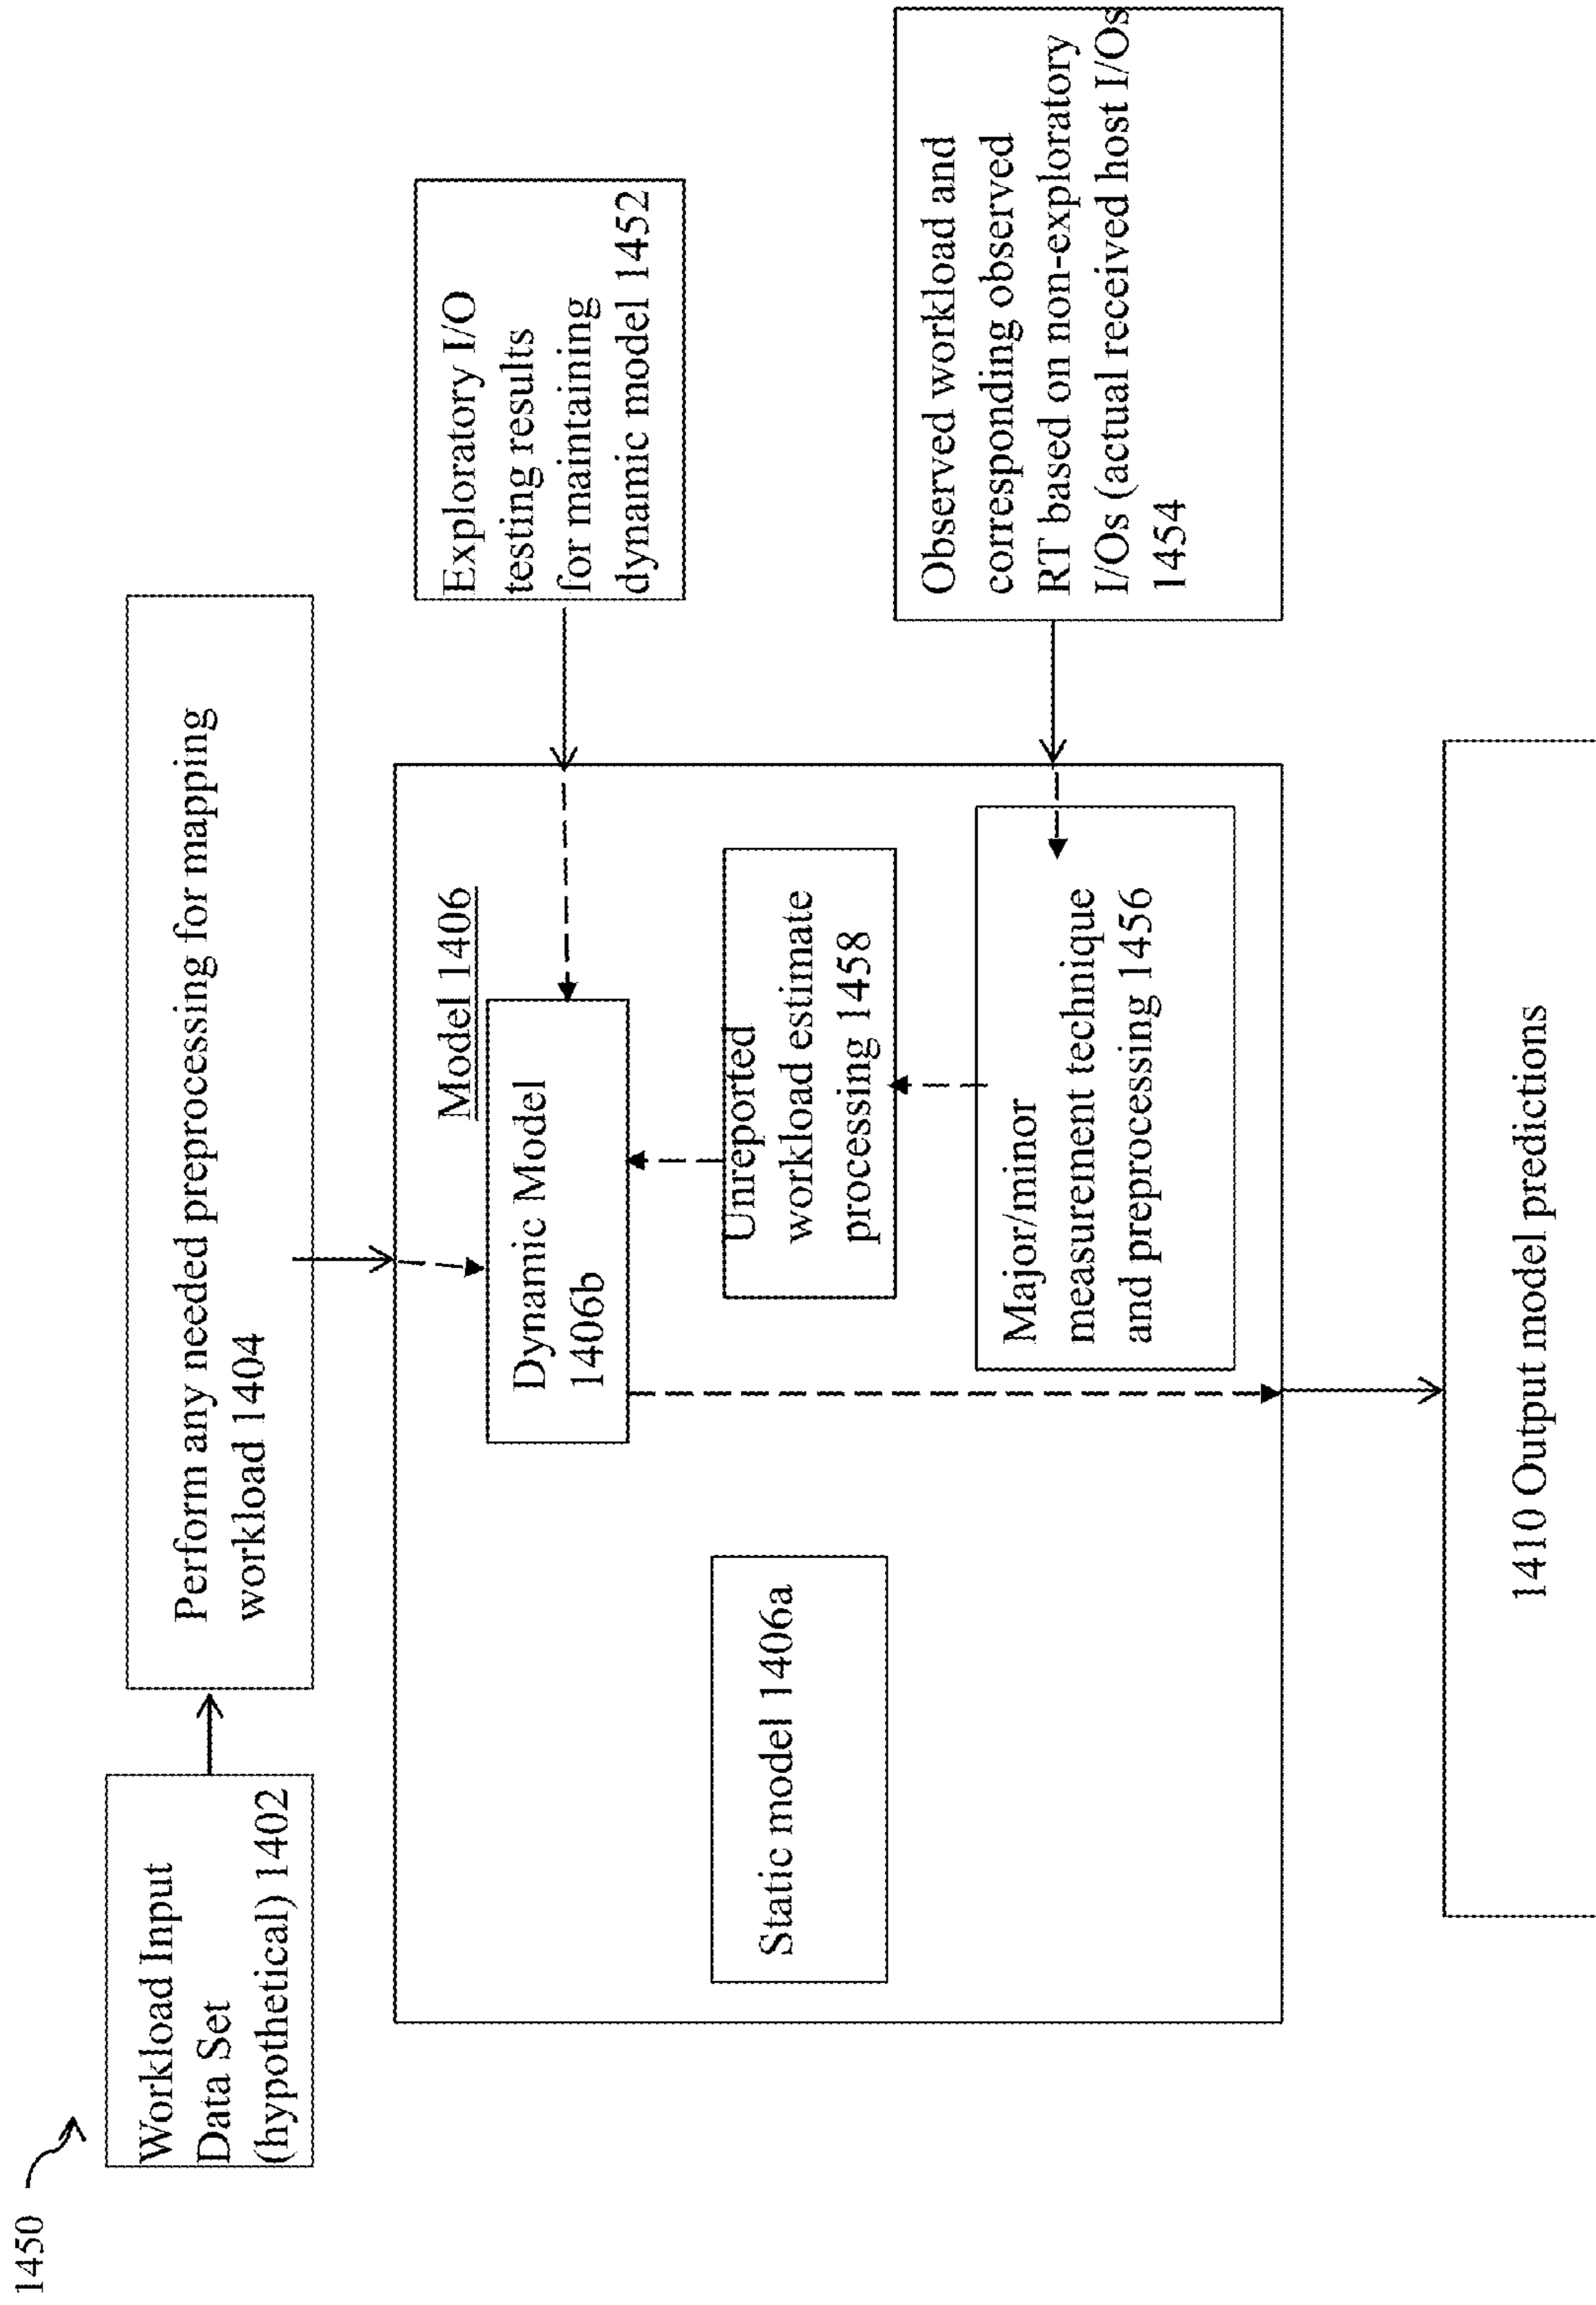 1450
Workload Input
Data Set
(hypothetical) 1402
Perform any needed preprocessing for mapping
workload 1404
Exploratory I/O
testing results
for maintaining
dynamic model 1452
Model 1406
Dynamic Model
1406b
Static model 1406a
Unreported
workload estimate
processing 1458
Major/minor
measurement technique
and preprocessing 1456
Observed workload and
corresponding observed
RT based on non-exploratory
I/Os (actual received host I/Os
1454
1410 Output model predictions